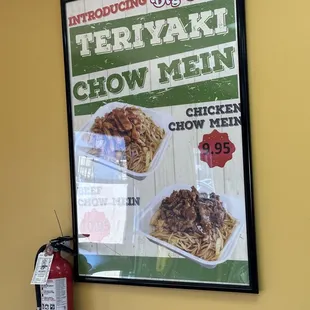 INTRODUCING
TERIYAKI
CHOW MEIN
CHICKEN
CHOW MEIN
9.95
BEEF
CHOW MEIN